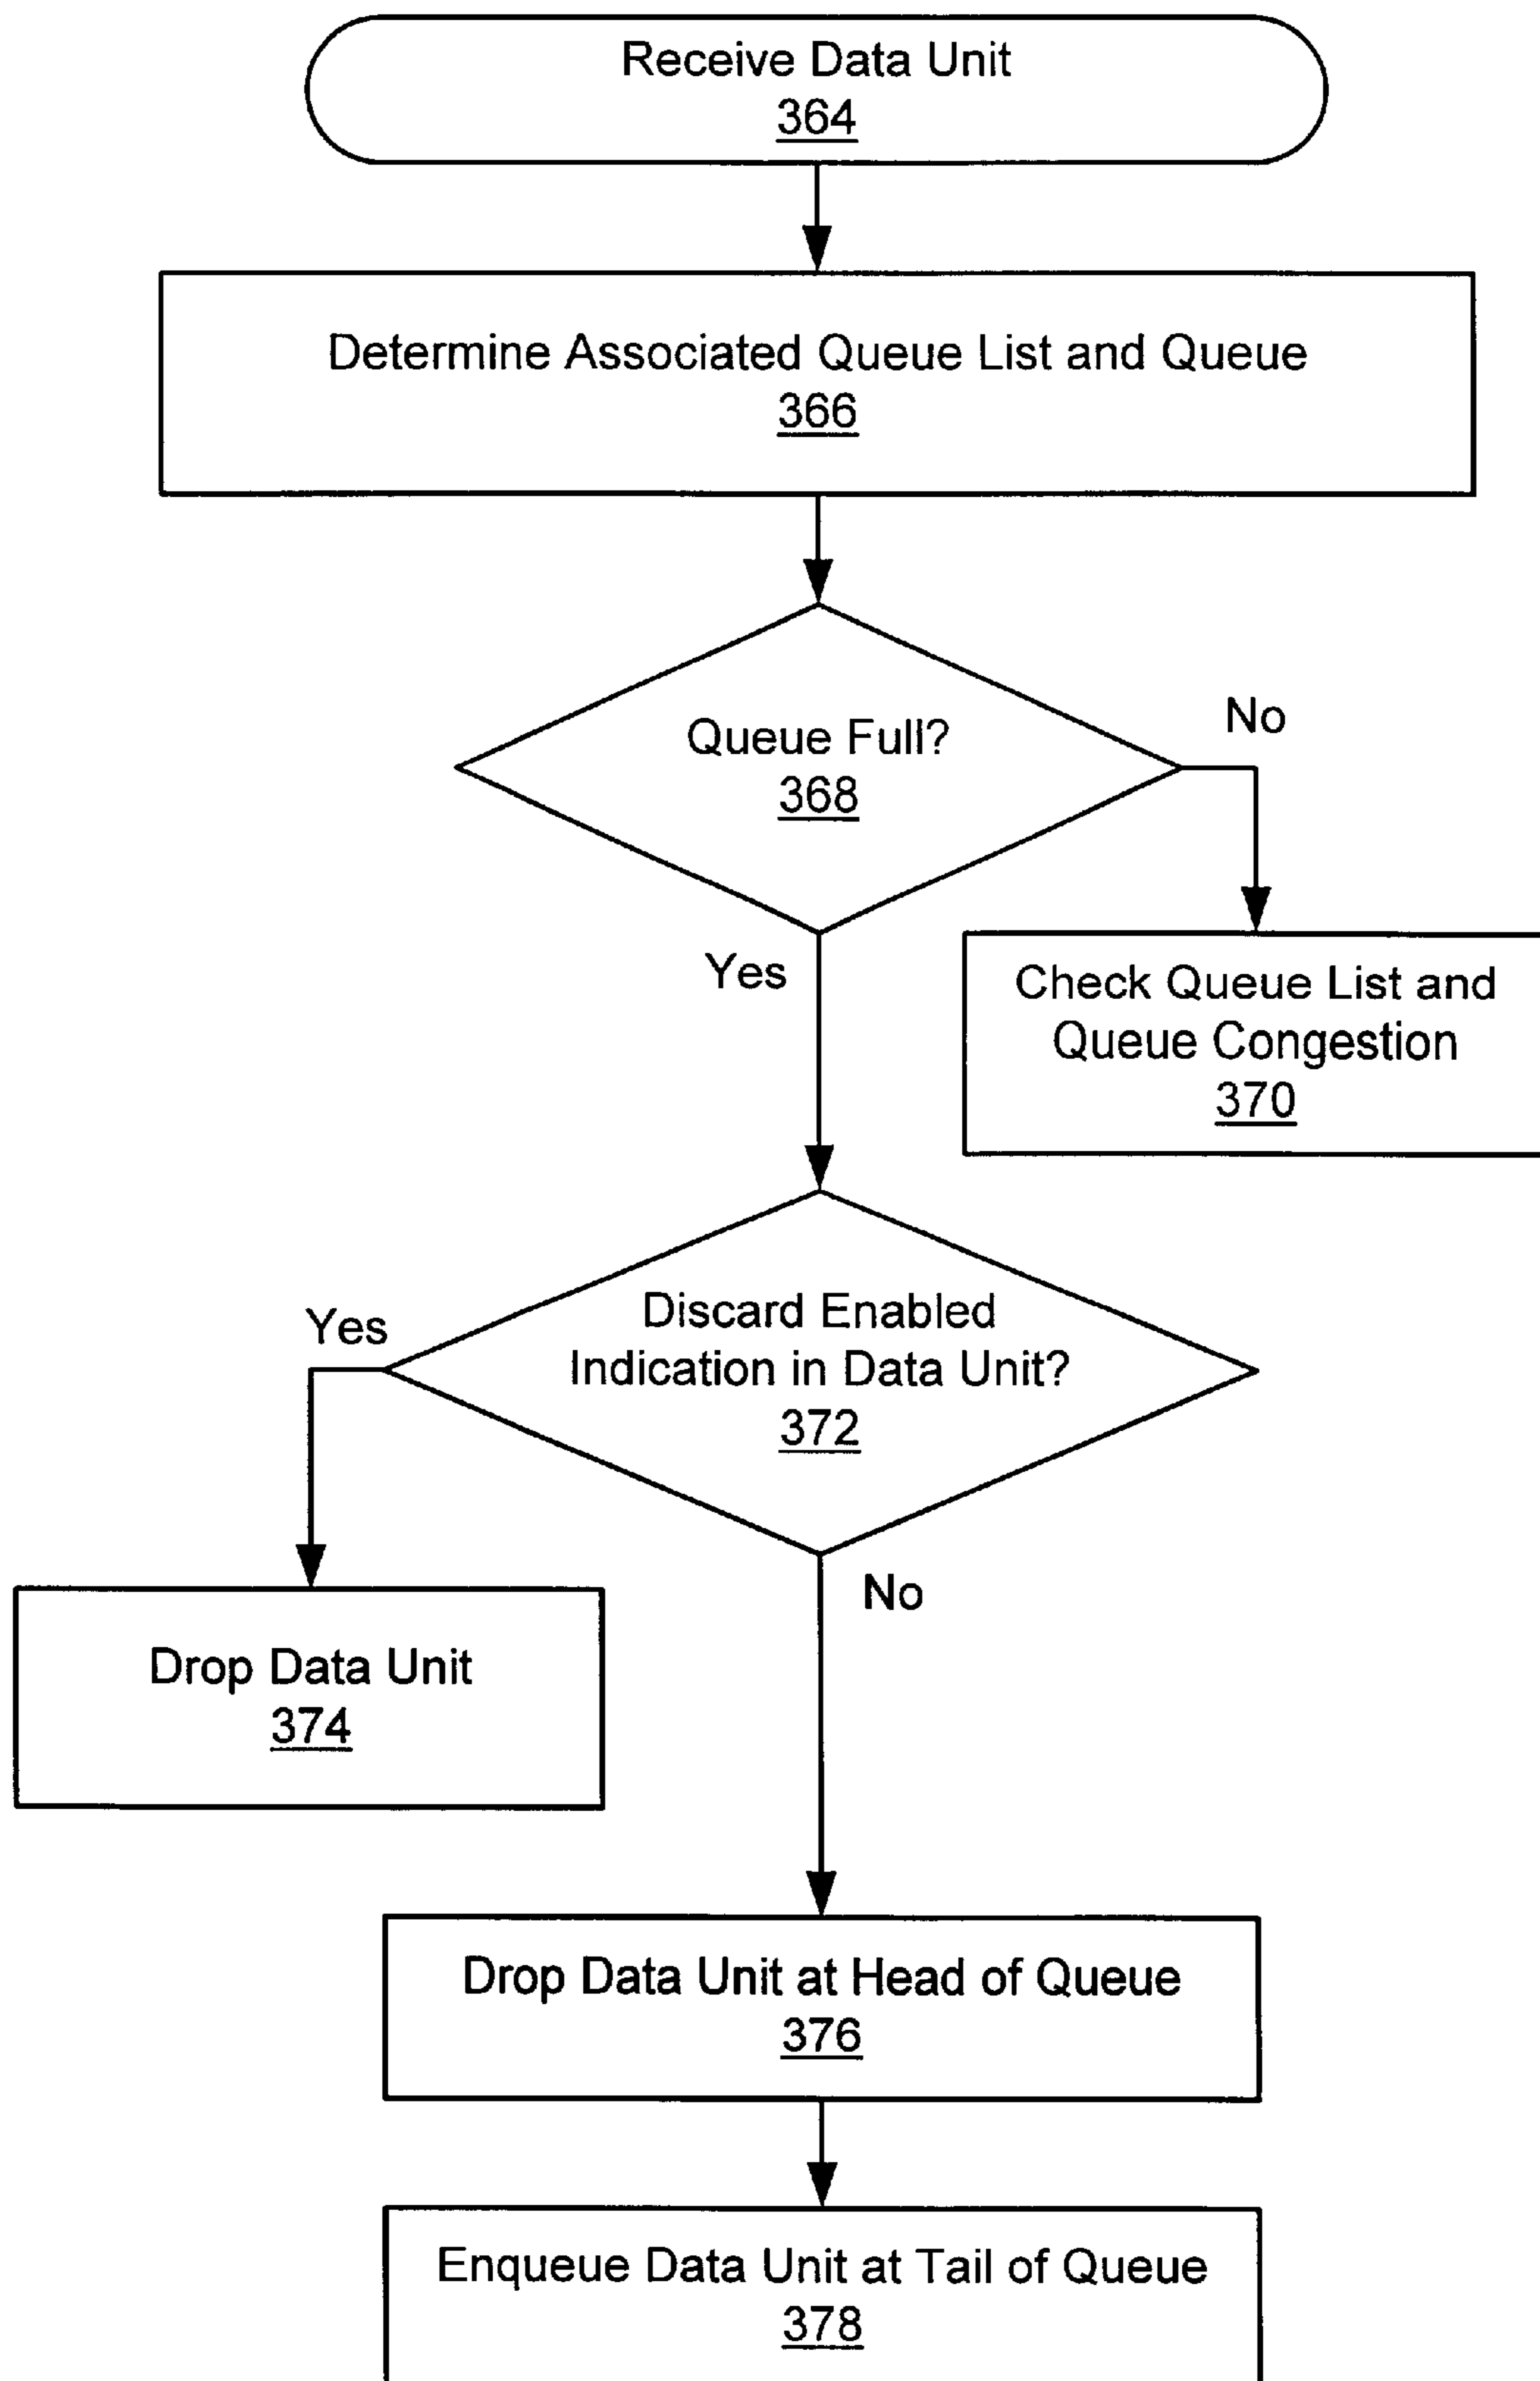 Receive Data Unit
364
Determine Associated Queue List and Queue
366
Queue Full?
368
No
Yes
Check Queue List and
Queue Congestion
370
Discard Enabled
Indication in Data Unit?
372
Yes
No
Drop Data Unit
374
Drop Data Unit at Head of Queue
376
Enqueue Data Unit at Tail of Queue
378